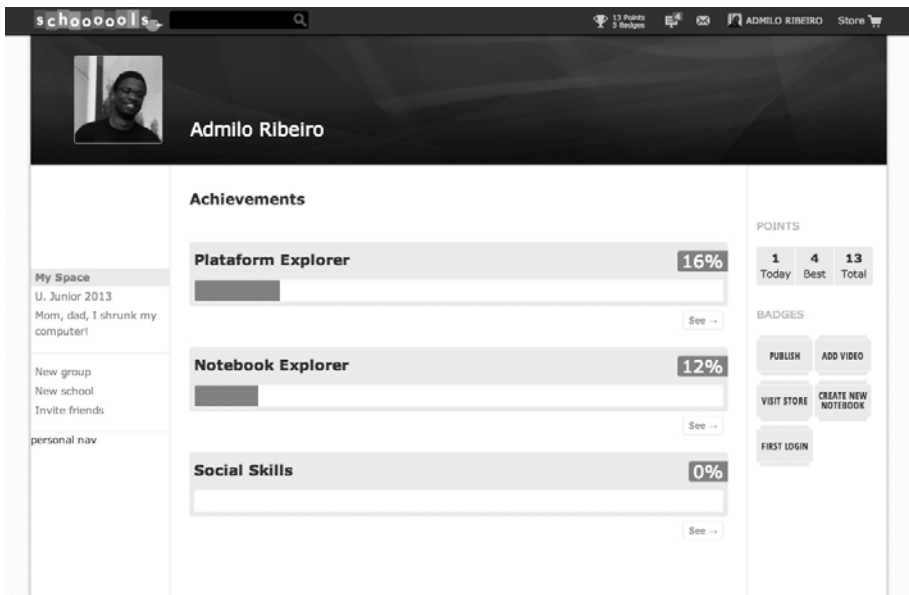 schoooools
13 Points
5 Badges
4
ADMILO RIBEIRO
Store
Admilo Ribeiro
My Space
U. Junior 2013
Mom, dad, I shrunk my
computer!
New group
New school
Invite friends
personal nav
Achievements
Plataform Explorer
16%
See →
Notebook Explorer
12%
See →
Social Skills
0%
See →
POINTS
1 4 13
Today Best Total
BADGES
PUBLISH
ADD VIDEO
VISIT STORE
CREATE NEW
NOTEBOOK
FIRST LOGIN